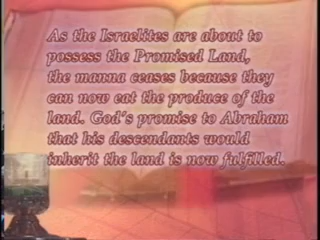 As the Israelites are about to
possess the Promised Land,
the manna ceases because they
can now eat the produce of the
land. God's promise to Abraham
that his descendants would
inherit the land is now fulfilled.